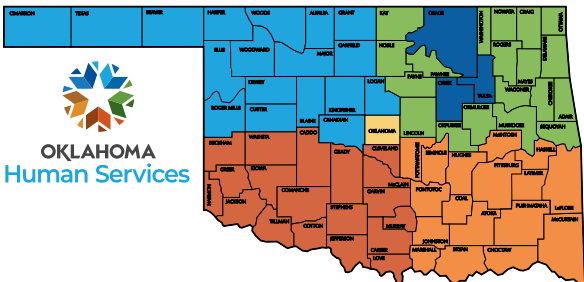 CIMARRON
TEXAS
BEAVER
HARPER
WOODS
ALFALFA
GRANT
KAY
OSAGE
WASHINGTON
NOWATA
CRAIG
OTTAWA
ELLIS
WOODWARD
MAJOR
GARFIELD
NOBLE
PAWNEE
ROGERS
MAYES
DELAWARE
DEWEY
LOGAN
PAYNE
CREEK
TULSA
WAGONER
CHEROKEE
ADAIR
ROGER MILLS
CUSTER
BLAINE
KINGFISHER
CANADIAN
OKLAHOMA
LINCOLN
OKFUSKEE
OKMULGEE
MUSKOGEE
SEQUOYAH
OKLAHOMA
Human Services
BECKHAM
WASHITA
CADDO
GRADY
CLEVELAND
POTTAWATOMIE
SEMINOLE
HUGHES
McINTOSH
HASKELL
HARMON
GREER
KIOWA
COMANCHE
McCLAIN
GARVIN
PONTOTOC
PITTSBURG
LATIMER
LeFLORE
JACKSON
TILLMAN
COTTON
STEPHENS
JEFFERSON
MURRAY
CARTER
LOVE
JOHNSTON
MARSHALL
COAL
ATOKA
BRYAN
PUSHMATAHA
CHOCTAW
McCURTAIN